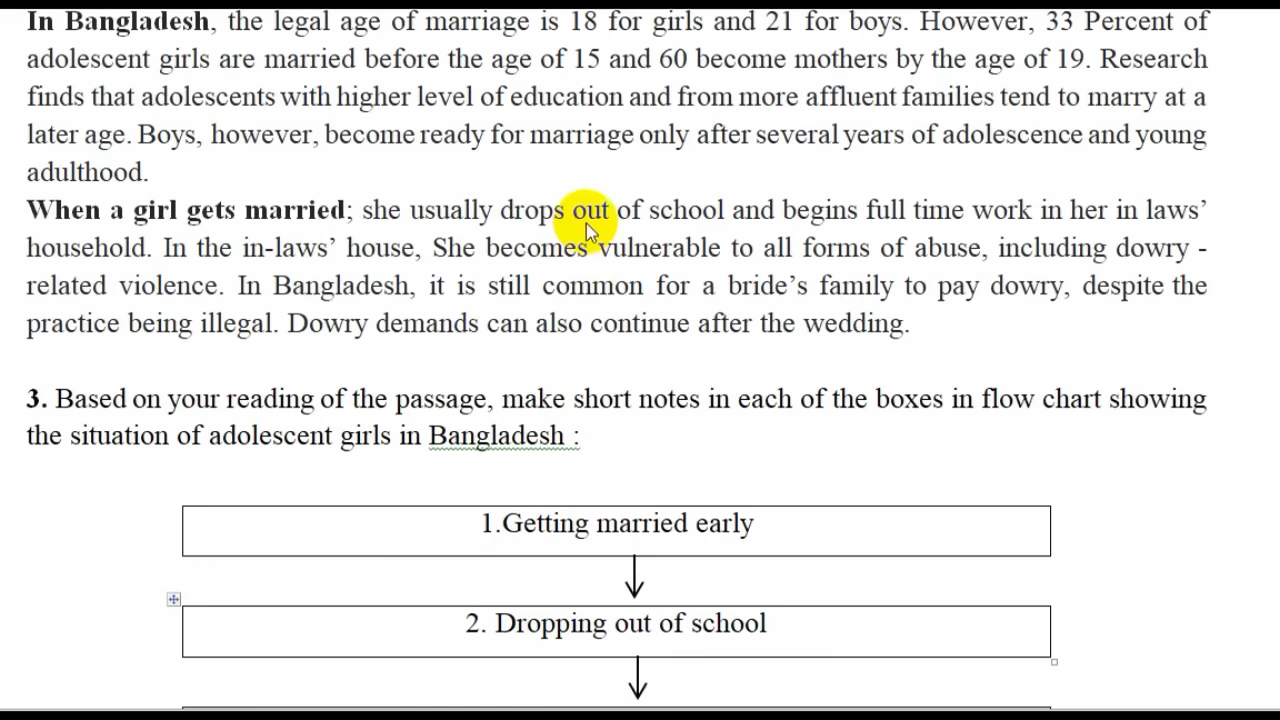 In Bangladesh, the legal age of marriage is 18 for girls and 21 for boys. However, 33 Percent of
adolescent girls are married before the age of 15 and 60 become mothers by the age of 19. Research
finds that adolescents with higher level of education and from more affluent families tend to marry at a
later age. Boys, however, become ready for marriage only after several years of adolescence and young
adulthood.
When a girl gets married; she usually drops out of school and begins full time work in her in laws’
household. In the in-laws’ house, She becomes vulnerable to all forms of abuse, including dowry -
related violence. In Bangladesh, it is still common for a bride’s family to pay dowry, despite the
practice being illegal. Dowry demands can also continue after the wedding.
3. Based on your reading of the passage, make short notes in each of the boxes in flow chart showing
the situation of adolescent girls in Bangladesh :
1.Getting married early
2. Dropping out of school